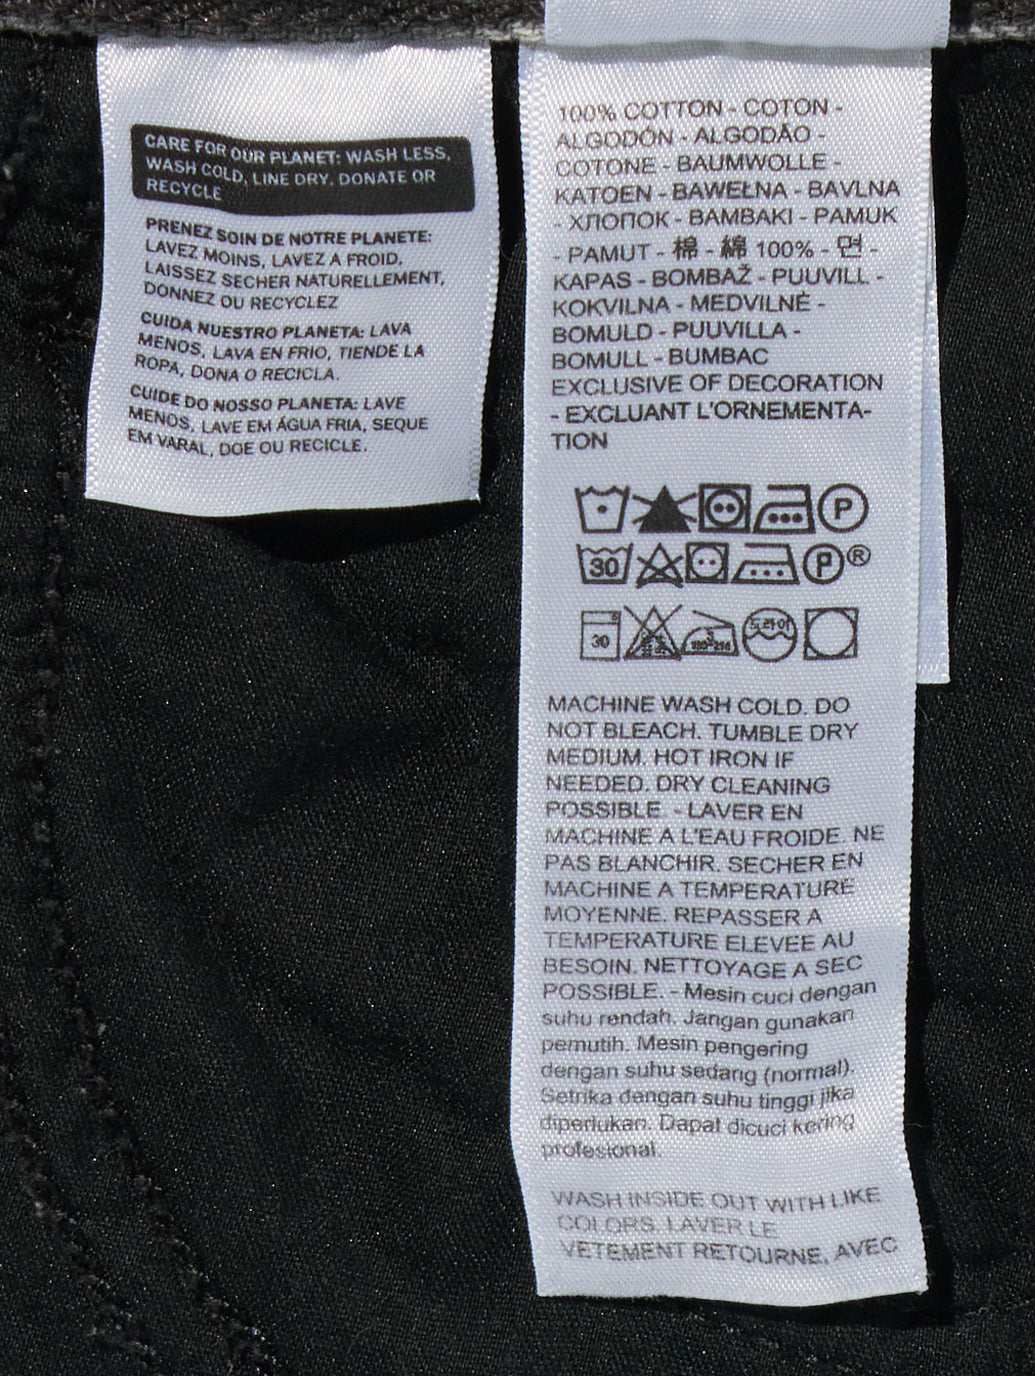 CARE FOR OUR PLANET: WASH LESS,
WASH COLD, LINE DRY, DONATE OR
RECYCLE
PRENEZ SOIN DE NOTRE PLANETE:
LAVEZ MOINS, LAVEZ A FROID,
LAISSEZ SECHER NATURELLEMENT,
DONNEZ OU RECYCLEZ
CUIDA NUESTRO PLANETA: LAVA
MENOS, LAVA EN FRIO, TIENDE LA
ROPA, DONA O RECICLA.
CUIDE DO NOSSO PLANETA: LAVE
MENOS, LAVE EM ÁGUA FRIA, SEQUE
EM VARAL, DOE OU RECICLE.
100% COTTON - COTON -
ALGODÓN - ALGODÃO -
COTONE - BAUMWOLLE -
KATOEN - BAWEŁNA - BAVLNA
- ХЛОПОК - BAMBAKI - PAMUK
- PAMUT - 棉 - 綿 100% - 면 -
KAPAS - BOMBAŽ - PUUVILL -
KOKVILNA - MEDVILNĖ -
BOMULD - PUUVILLA -
BOMULL - BUMBAC
EXCLUSIVE OF DECORATION
- EXCLUANT L'ORNEMENTA-
TION
P
30 P ®
30 드라이
MACHINE WASH COLD. DO
NOT BLEACH. TUMBLE DRY
MEDIUM. HOT IRON IF
NEEDED. DRY CLEANING
POSSIBLE. - LAVER EN
MACHINE A L'EAU FROIDE. NE
PAS BLANCHIR. SECHER EN
MACHINE A TEMPERATURE
MOYENNE. REPASSER A
TEMPERATURE ELEVEE AU
BESOIN. NETTOYAGE A SEC
POSSIBLE. - Mesin cuci dengan
suhu rendah. Jangan gunakan
pemutih. Mesin pengering
dengan suhu sedang (normal).
Setrika dengan suhu tinggi jika
diperlukan. Dapat dicuci kering
profesional.
WASH INSIDE OUT WITH LIKE
COLORS. LAVER LE
VETEMENT RETOURNE, AVEC